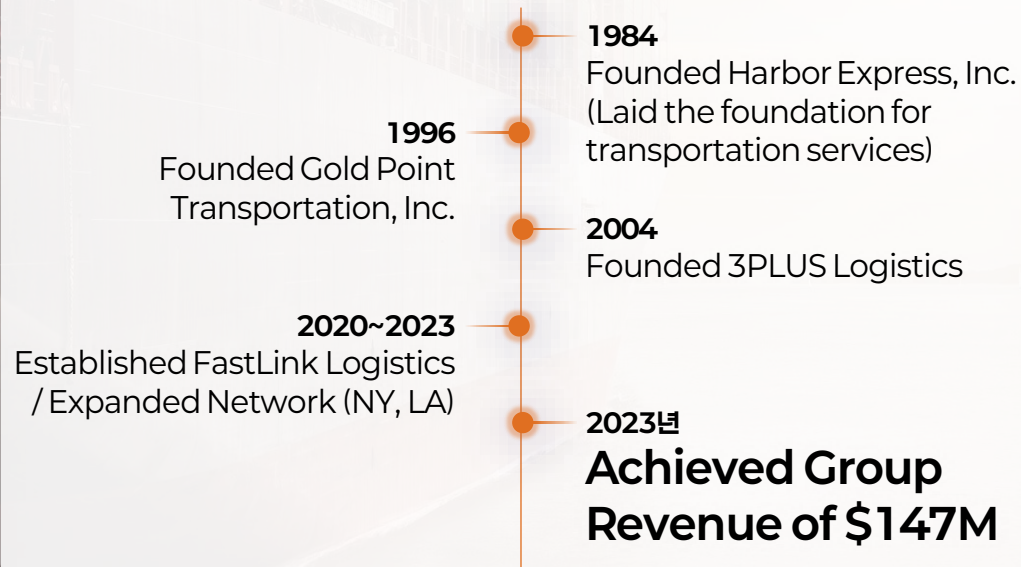 1984
Founded Harbor Express, Inc.
(Laid the foundation for
transportation services)
1996
Founded Gold Point
Transportation, Inc.
2004
Founded 3PLUS Logistics
2020~2023
Established FastLink Logistics
/ Expanded Network (NY, LA)
2023년
Achieved Group
Revenue of $147M